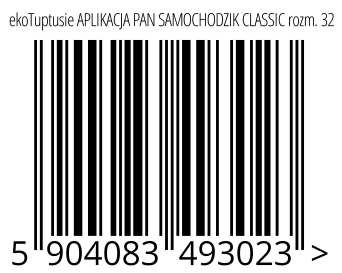 ekoTuptusie APLIKACJA PAN SAMOCHODZIK CLASSIC rozm. 32
5 904083 493023 >